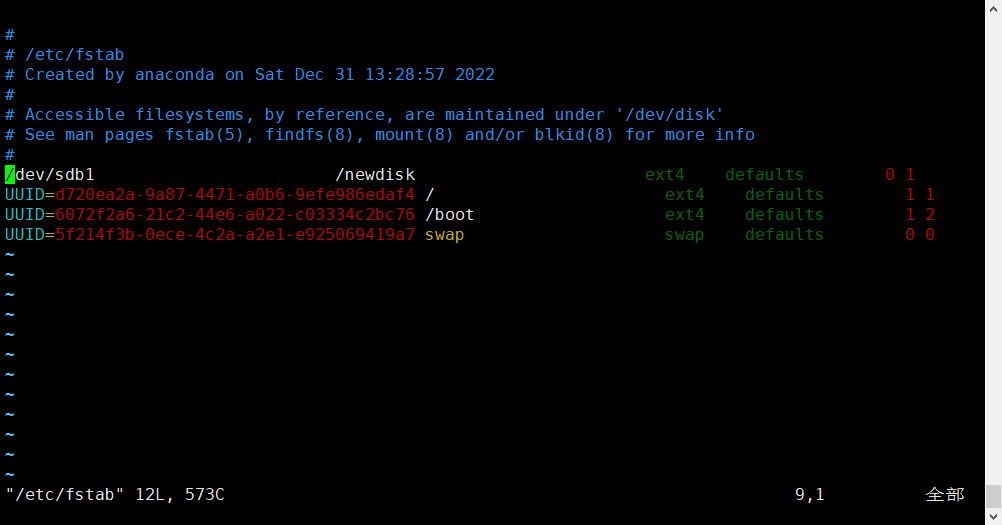 #
# /etc/fstab
# Created by anaconda on Sat Dec 31 13:28:57 2022
#
# Accessible filesystems, by reference, are maintained under '/dev/disk'
# See man pages fstab(5), findfs(8), mount(8) and/or blkid(8) for more info
#
/dev/sdb1                        /newdisk                       ext4    defaults        0 1
UUID=d720ea2a-9a87-4471-a0b6-9efe986edaf4 /                       ext4    defaults        1 1
UUID=6072f2a6-21c2-44e6-a022-c03334c2bc76 /boot                   ext4    defaults        1 2
UUID=5f214f3b-0ece-4c2a-a2e1-e925069419a7 swap                    swap    defaults        0 0
~
~
~
~
~
~
~
~
~
~
~
~
"/etc/fstab" 12L, 573C                                                         9,1          全部